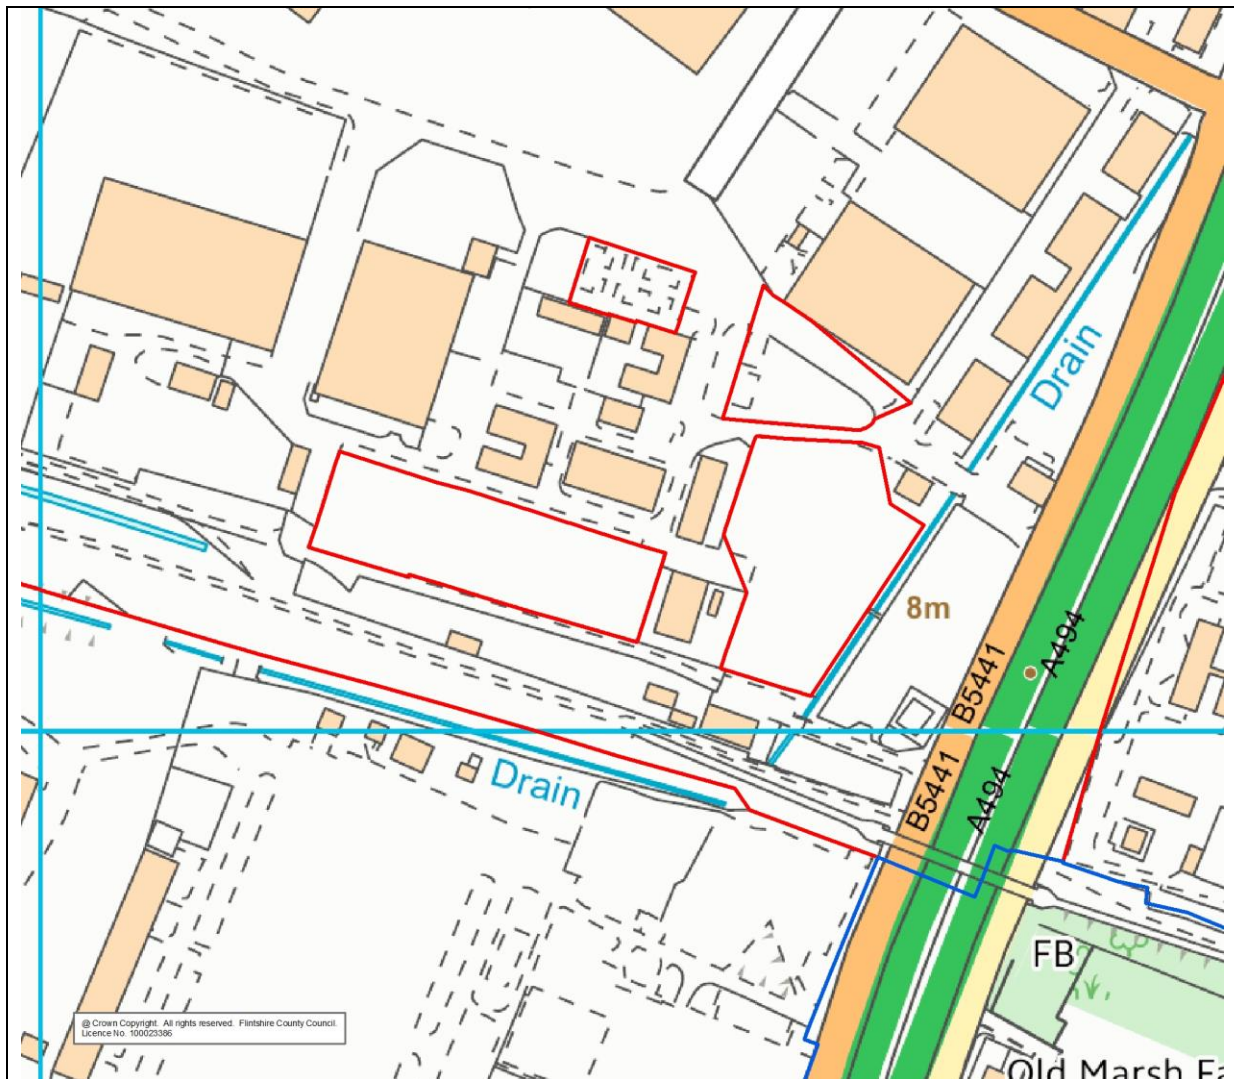 Drain
8m
A494
B5441
B5441
A494
Drain
FB
@ Crown Copyright. All rights reserved. Flintshire County Council.
Licence No. 100023386
Old Marsh Fa